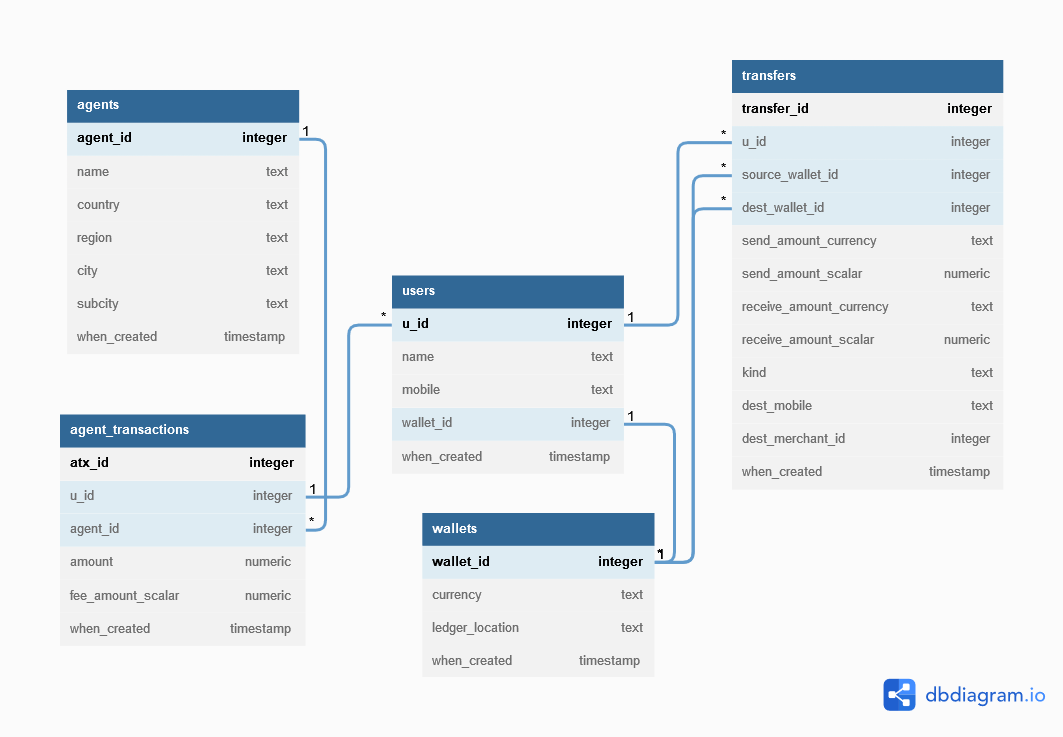 agents
agent_id integer
name text
country text
region text
city text
subcity text
when_created timestamp
1
agent_transactions
atx_id integer
u_id integer
agent_id integer
amount numeric
fee_amount_scalar numeric
when_created timestamp
1
*
users
u_id integer
name text
mobile text
wallet_id integer
when_created timestamp
*
1
1
wallets
wallet_id integer
currency text
ledger_location text
when_created timestamp
1
transfers
transfer_id integer
u_id integer
source_wallet_id integer
dest_wallet_id integer
send_amount_currency text
send_amount_scalar numeric
receive_amount_currency text
receive_amount_scalar numeric
kind text
dest_mobile text
dest_merchant_id integer
when_created timestamp
*
*
*
dbdiagram.io